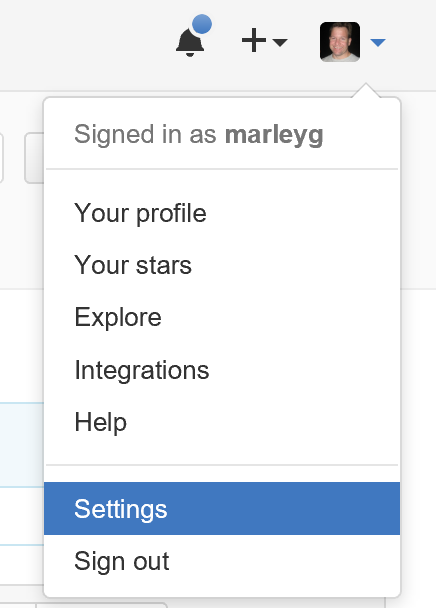 Signed in as marleyg
Your profile
Your stars
Explore
Integrations
Help
Settings
Sign out